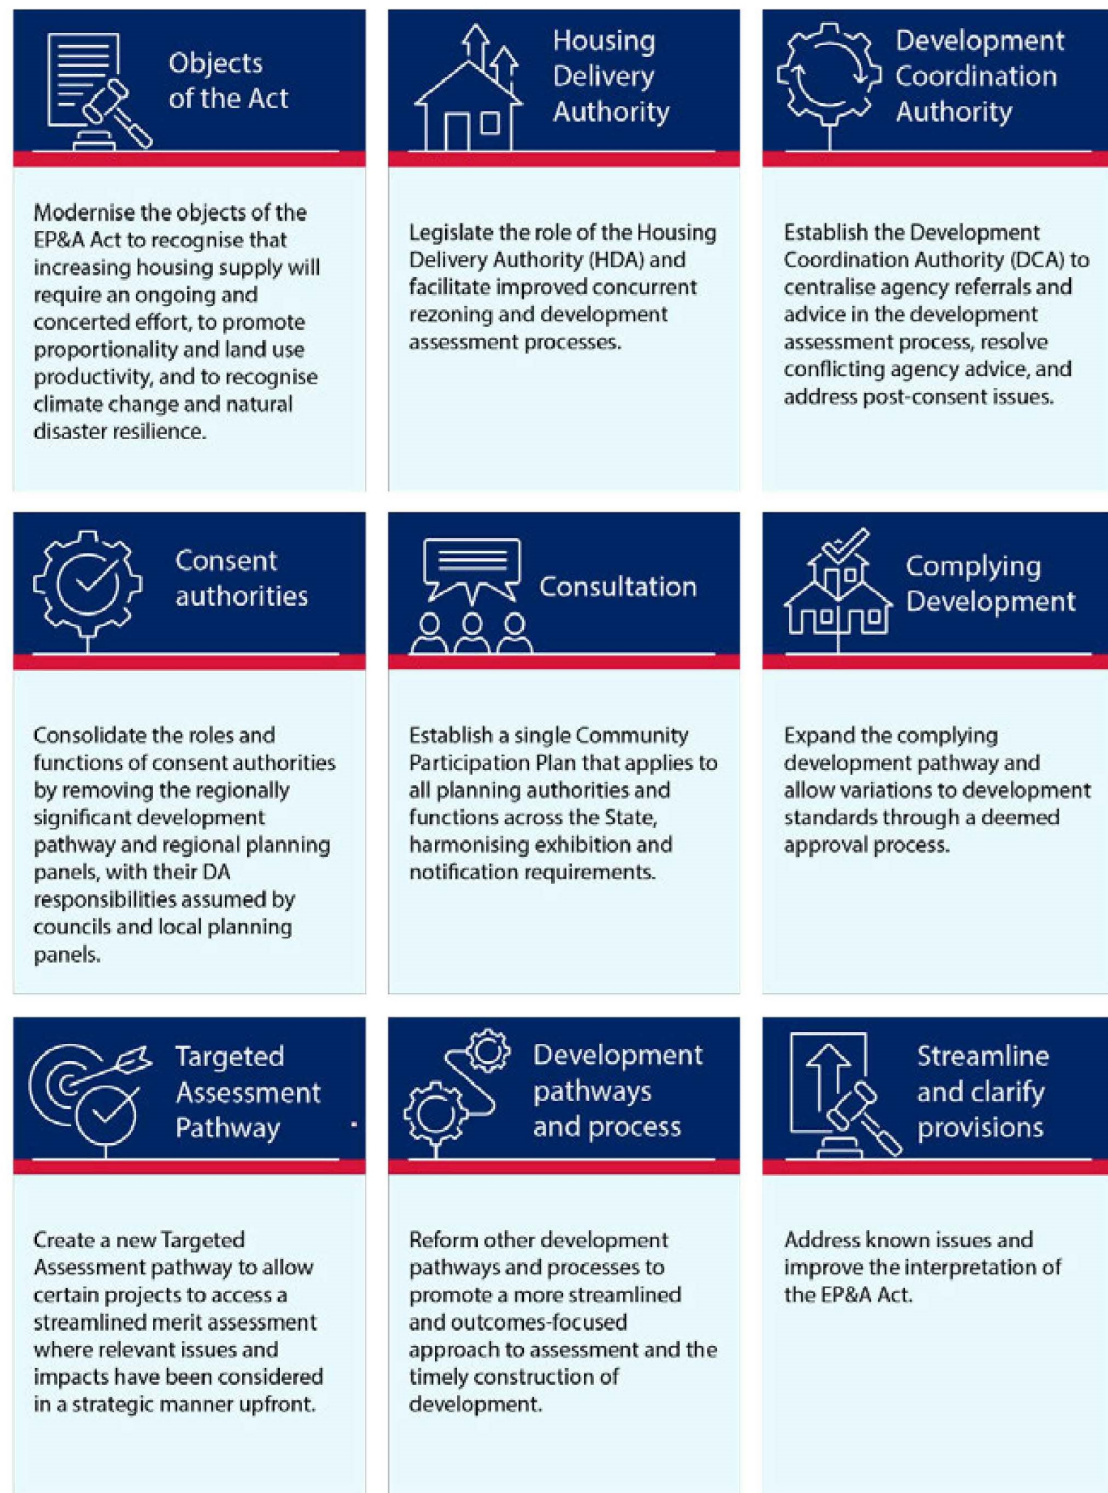 Objects
of the Act
Modernise the objects of the
EP&A Act to recognise that
increasing housing supply will
require an ongoing and
concerted effort, to promote
proportionality and land use
productivity, and to recognise
climate change and natural
disaster resilience.
Housing
Delivery
Authority
Legislate the role of the Housing
Delivery Authority (HDA) and
facilitate improved concurrent
rezoning and development
assessment processes.
Development
Coordination
Authority
Establish the Development
Coordination Authority (DCA) to
centralise agency referrals and
advice in the development
assessment process, resolve
conflicting agency advice, and
address post-consent issues.
Consent
authorities
Consolidate the roles and
functions of consent authorities
by removing the regionally
significant development
pathway and regional planning
panels, with their DA
responsibilities assumed by
councils and local planning
panels.
Consultation
Establish a single Community
Participation Plan that applies to
all planning authorities and
functions across the State,
harmonising exhibition and
notification requirements.
Complying
Development
Expand the complying
development pathway and
allow variations to development
standards through a deemed
approval process.
Targeted
Assessment
Pathway
Create a new Targeted
Assessment pathway to allow
certain projects to access a
streamlined merit assessment
where relevant issues and
impacts have been considered
in a strategic manner upfront.
Development
pathways
and process
Reform other development
pathways and processes to
promote a more streamlined
and outcomes-focused
approach to assessment and the
timely construction of
development.
Streamline
and clarify
provisions
Address known issues and
improve the interpretation of
the EP&A Act.